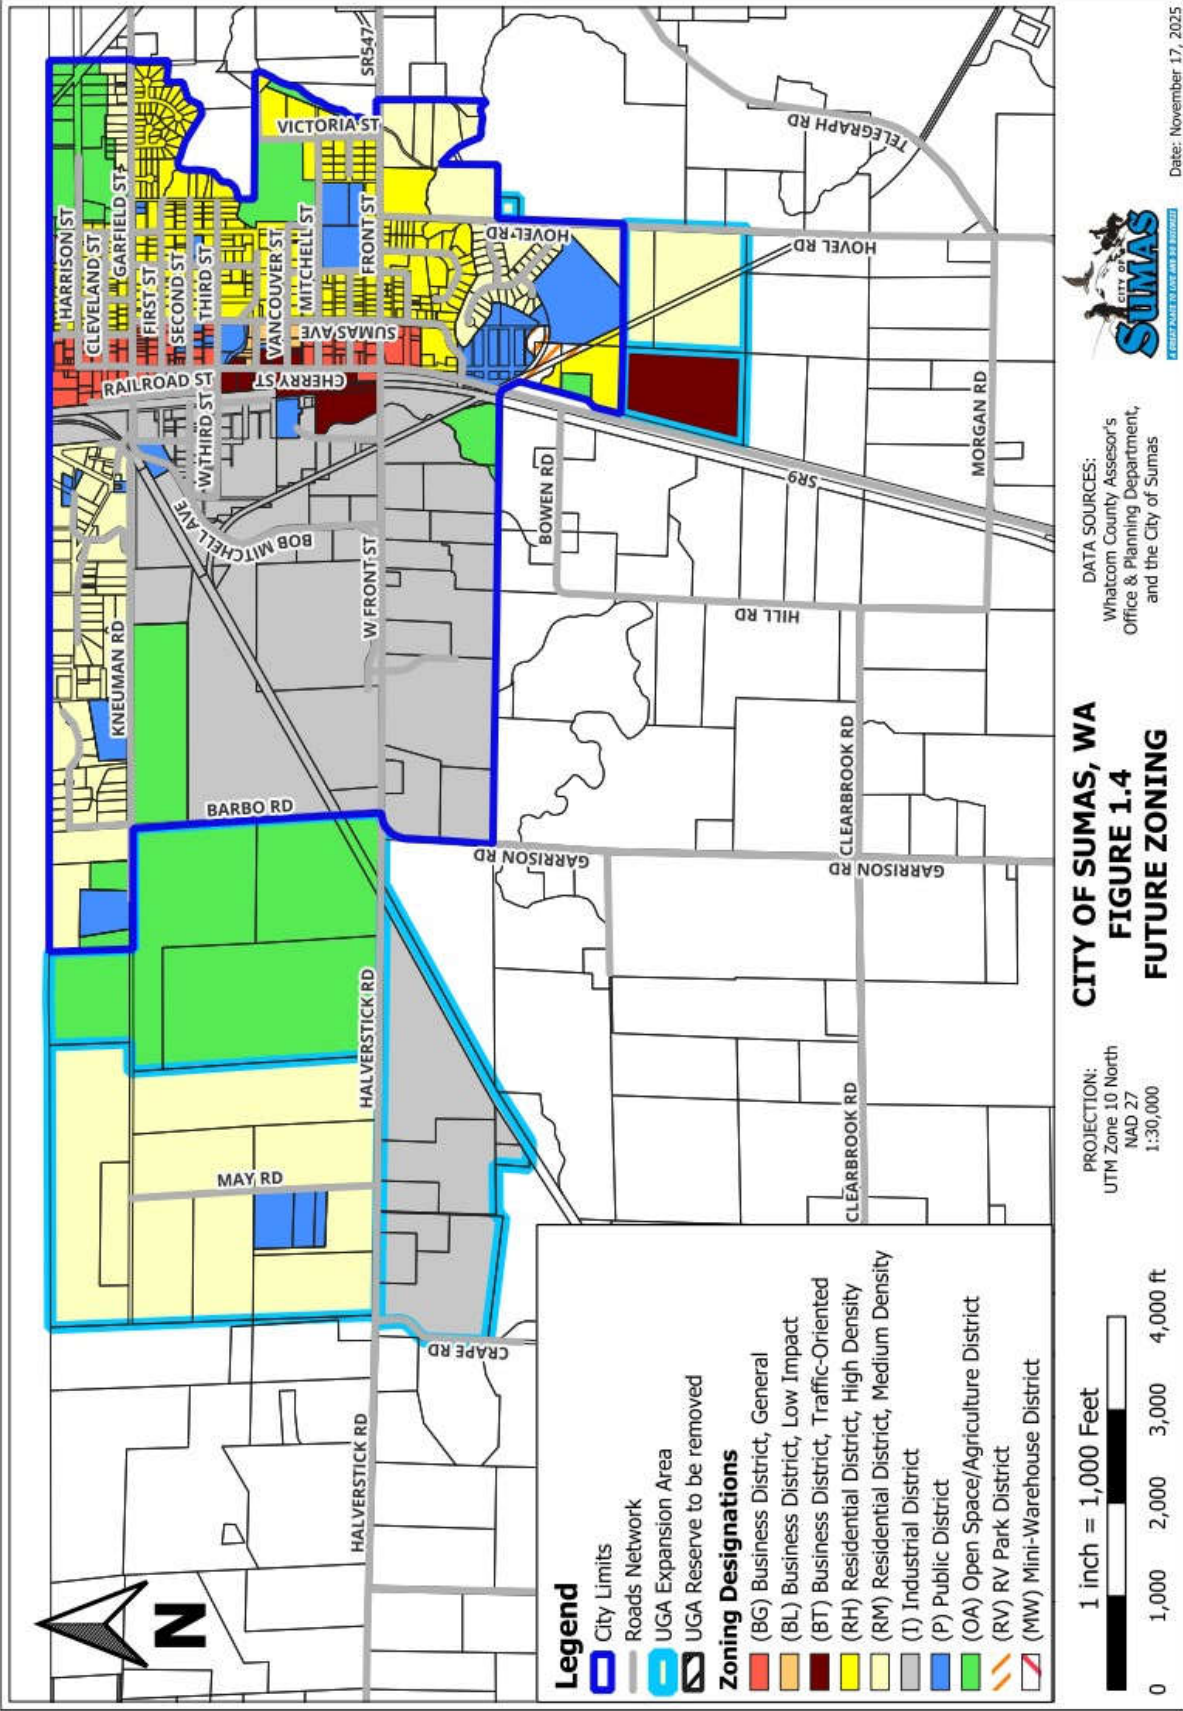 HARRISON ST
CLEVELAND ST
GARFIELD ST
FIRST ST
SECOND ST
THIRD ST
VANCOUVER ST
MITCHELL ST
VICTORIA ST
FRONT ST
SR547
SUMAS AVE
RAILROAD ST
CHERRY ST
W THIRD ST
BOB MITCHELL AVE
KNEUMAN RD
W FRONT ST
BARBO RD
HALVERSTICK RD
MAY RD
HALVERSTICK RD
CRAPE RD
HOVEL RD
HOVEL RD
TELEGRAPH RD
BOWEN RD
SR9
MORGAN RD
HILL RD
GARRISON RD
GARRISON RD
CLEARBROOK RD
CLEARBROOK RD
N
Legend
City Limits
Roads Network
UGA Expansion Area
UGA Reserve to be removed
Zoning Designations
(BG) Business District, General
(BL) Business District, Low Impact
(BT) Business District, Traffic-Oriented
(RH) Residential District, High Density
(RM) Residential District, Medium Density
(I) Industrial District
(P) Public District
(OA) Open Space/Agriculture District
(RV) RV Park District
(MW) Mini-Warehouse District
1 inch = 1,000 Feet
0 1,000 2,000 3,000 4,000 ft
PROJECTION:
UTM Zone 10 North
NAD 27
1:30,000
CITY OF SUMAS, WA
FIGURE 1.4
FUTURE ZONING
DATA SOURCES:
Whatcom County Assesor's
Office & Planning Department,
and the City of Sumas
CITY OF
SUMAS
A GREAT PLACE TO LIVE AND DO BUSINESS
Date: November 17, 2025